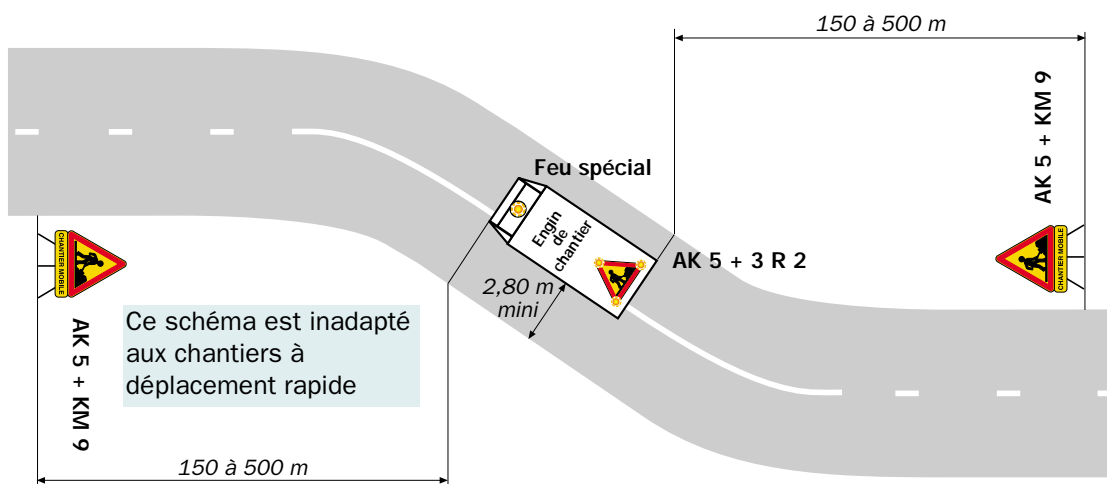 150 à 500 m
AK 5 + KM 9
CHANTIER MOBILE
Feu spécial
Engin
de
chantier
AK 5 + 3 R 2
2,80 m
mini
CHANTIER MOBILE
AK 5 + KM 9
Ce schéma est inadapté
aux chantiers à
déplacement rapide
150 à 500 m